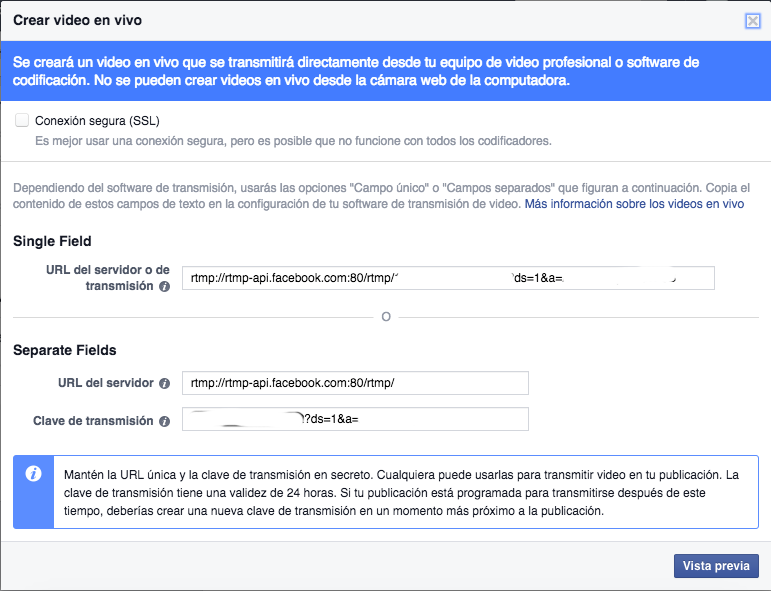 Crear video en vivo
Se creará un video en vivo que se transmitirá directamente desde tu equipo de video profesional o software de
codificación. No se pueden crear videos en vivo desde la cámara web de la computadora.
Conexión segura (SSL)
Es mejor usar una conexión segura, pero es posible que no funcione con todos los codificadores.
Dependiendo del software de transmisión, usarás las opciones "Campo único" o "Campos separados" que figuran a continuación. Copia el
contenido de estos campos de texto en la configuración de tu software de transmisión de video. Más información sobre los videos en vivo
Single Field
URL del servidor o de
transmisión
rtmp://rtmp-api.facebook.com:80/rtmp/ ds=1&a=
O
Separate Fields
URL del servidor
rtmp://rtmp-api.facebook.com:80/rtmp/
Clave de transmisión
?ds=1&a=
Mantén la URL única y la clave de transmisión en secreto. Cualquiera puede usarlas para transmitir video en tu publicación. La
clave de transmisión tiene una validez de 24 horas. Si tu publicación está programada para transmitirse después de este
tiempo, deberías crear una nueva clave de transmisión en un momento más próximo a la publicación.
Vista previa